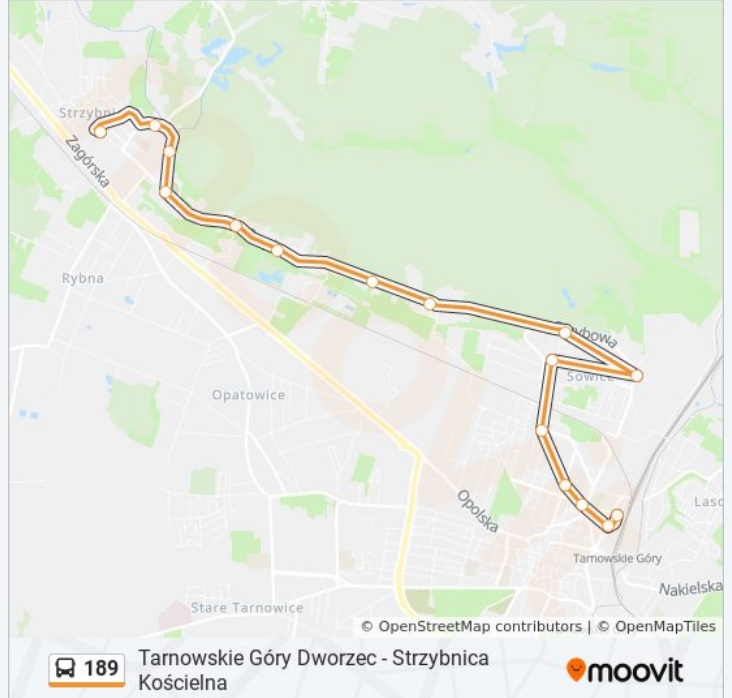 Strzybni
Zagórska
Rybna
Opatowice
Sowice
Opolska
Tarnowskie Góry
Nakielska
Stare Tarnowice
© OpenStreetMap contributors | © OpenMapTiles
189
Tarnowskie Góry Dworzec - Strzybnica
Kościelna
moovit